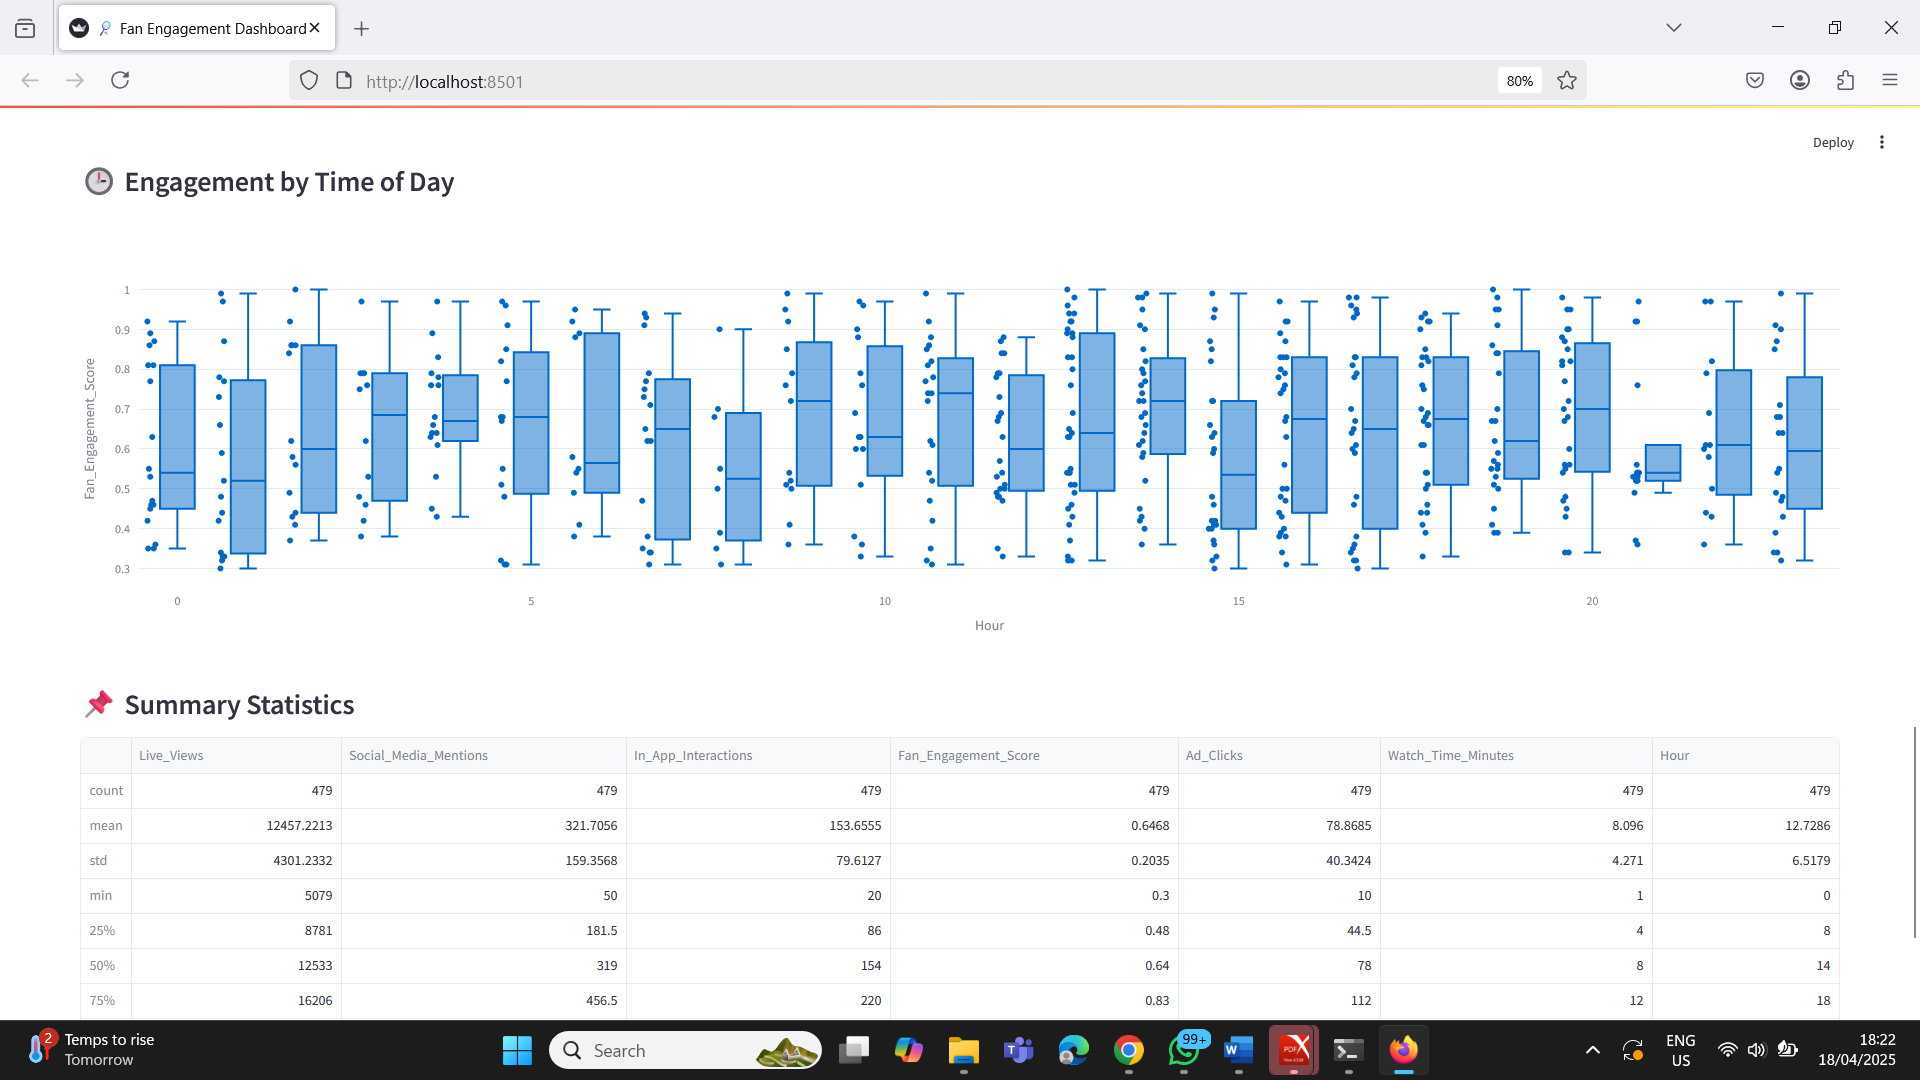 Fan Engagement Dashboard
http://localhost:8501
80%
Deploy
Engagement by Time of Day
1
0.9
0.8
0.7
0.6
0.5
0.4
0.3
Fan_Engagement_Score
0 5 10 15 20
Hour
Summary Statistics
Live_Views Social_Media_Mentions In_App_Interactions Fan_Engagement_Score Ad_Clicks Watch_Time_Minutes Hour
count 479 479 479 479 479 479 479
mean 12457.2213 321.7056 153.6555 0.6468 78.8685 8.096 12.7286
std 4301.2332 159.3568 79.6127 0.2035 40.3424 4.271 6.5179
min 5079 50 20 0.3 10 1 0
25% 8781 181.5 86 0.48 44.5 4 8
50% 12533 319 154 0.64 78 8 14
75% 16206 456.5 220 0.83 112 12 18
2
Temps to rise
Tomorrow
Search
99+
W
PDF
ENG
US
18:22
18/04/2025